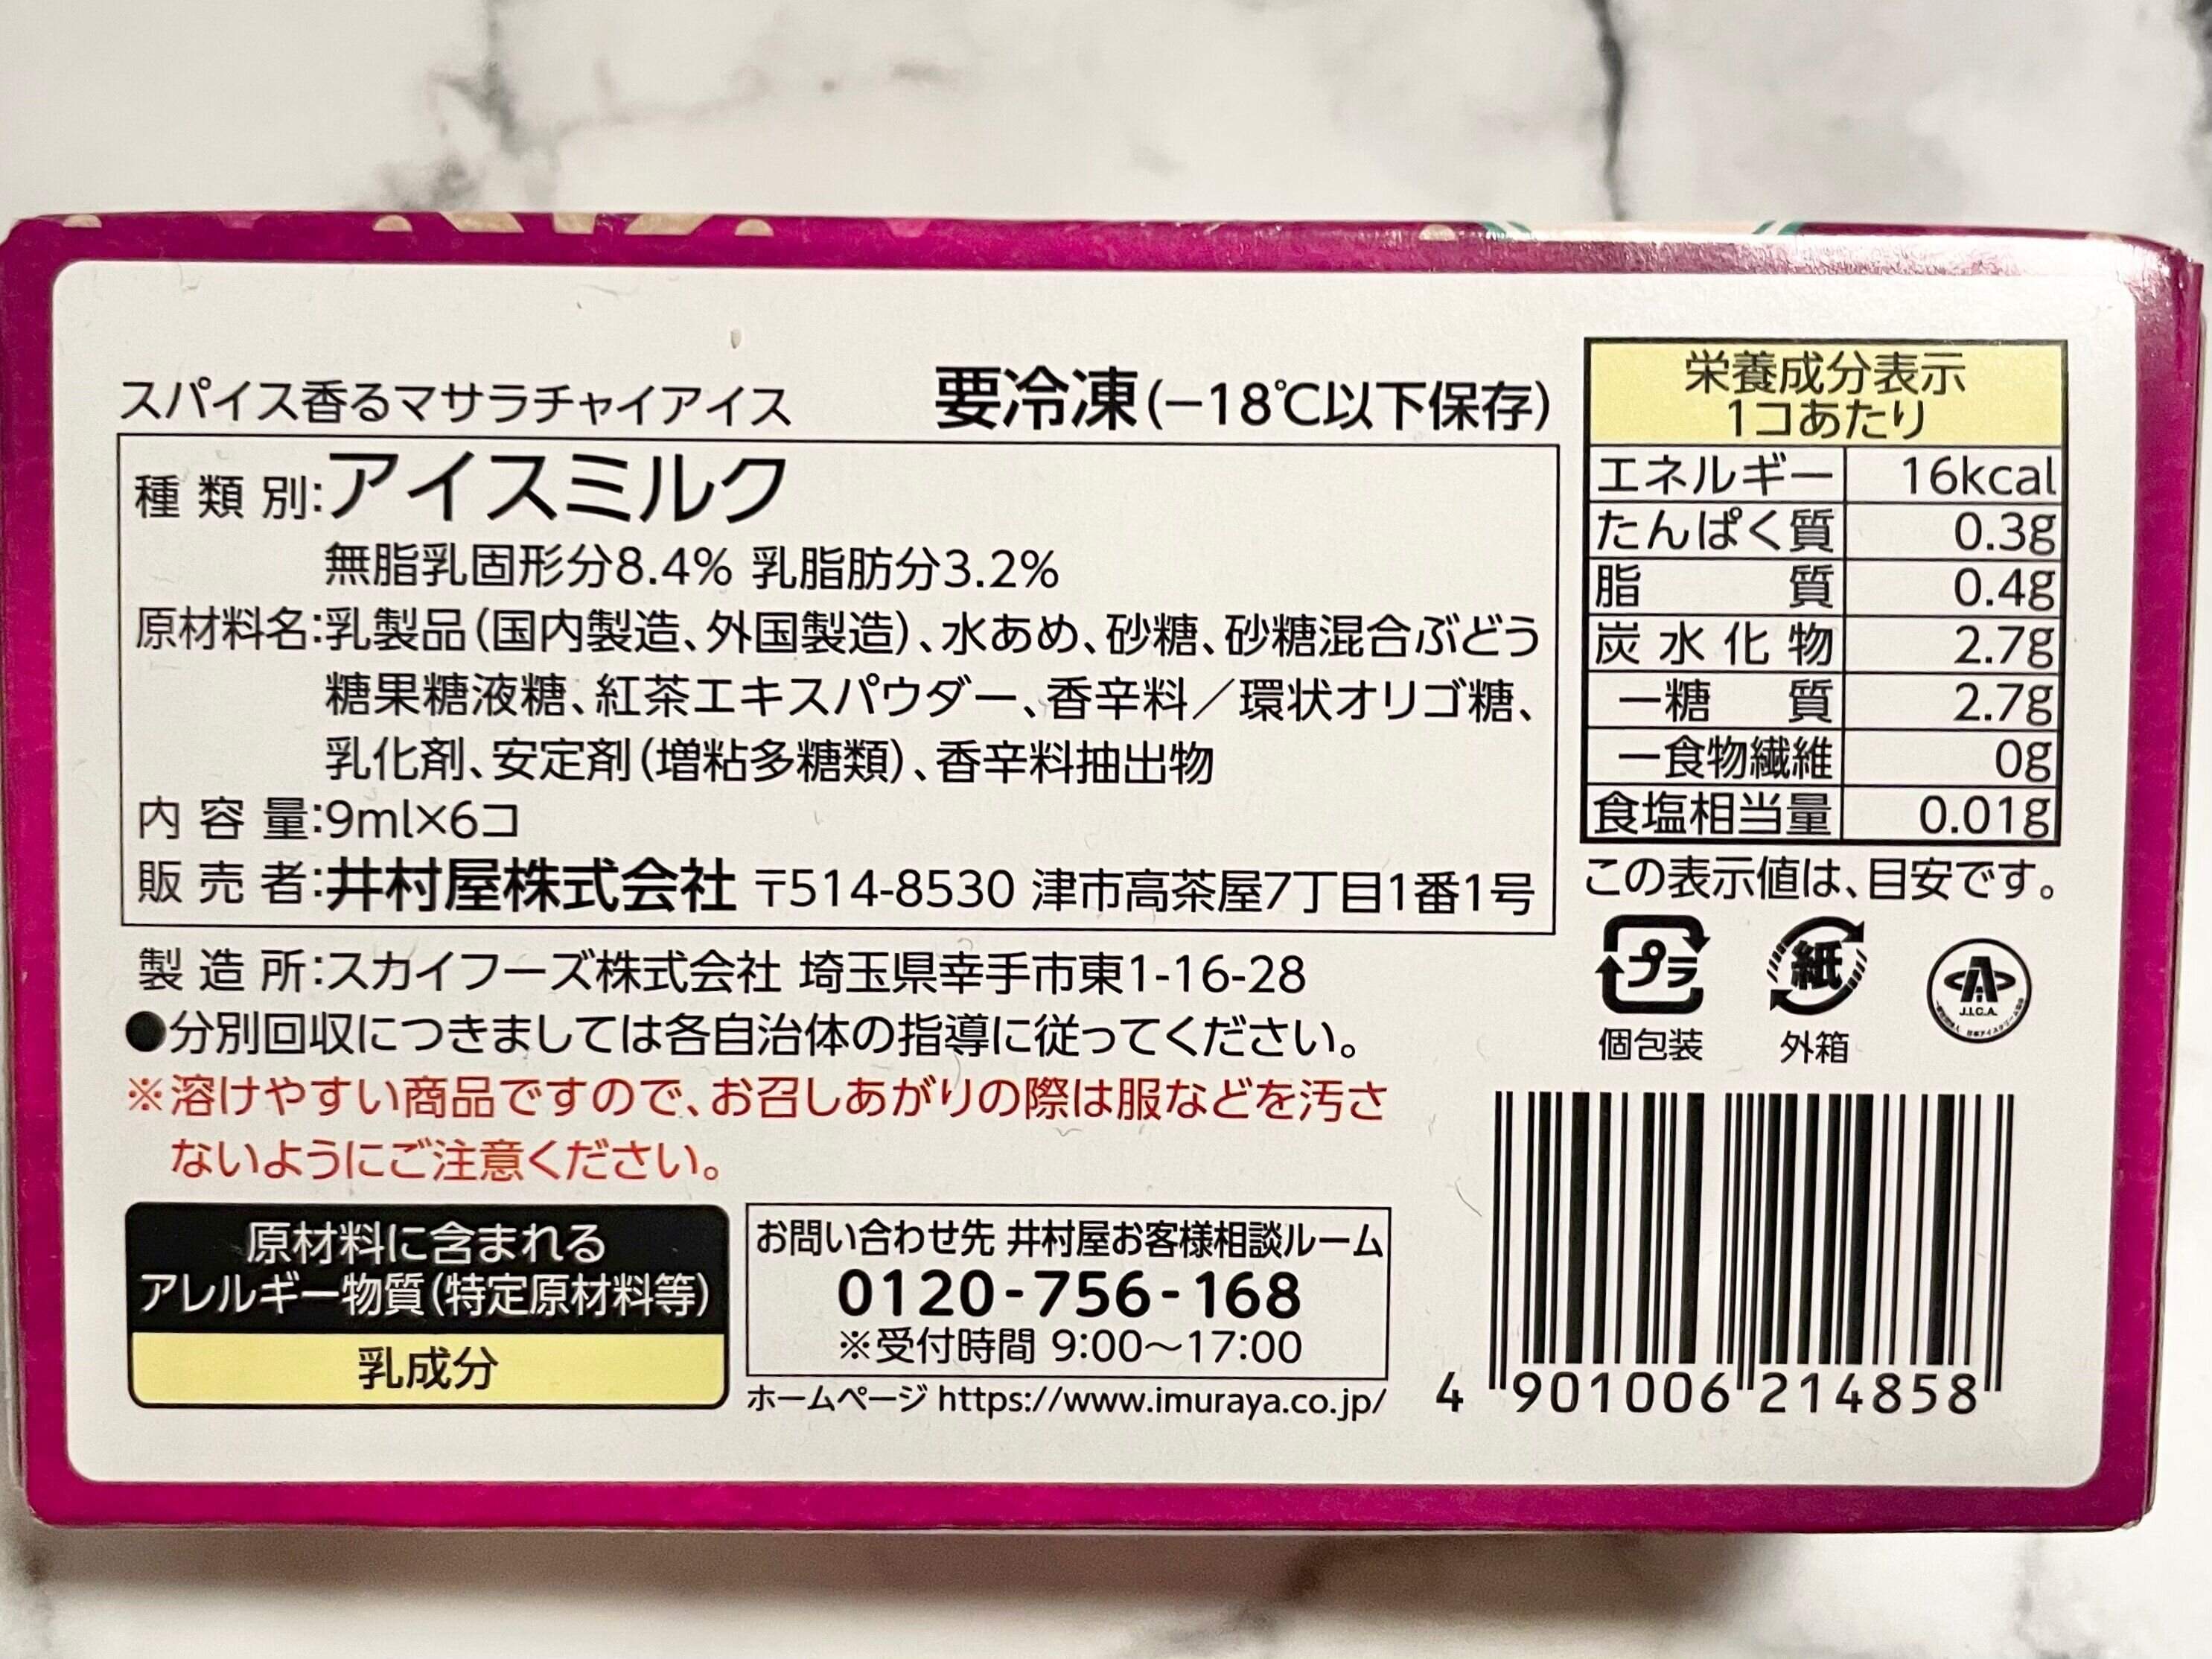 スパイス香るマサラチャイアイス 要冷凍(－18℃以下保存)
種類別:アイスミルク
無脂乳固形分8.4% 乳脂肪分3.2%
原材料名:乳製品(国内製造、外国製造)、水あめ、砂糖、砂糖混合ぶどう
糖果糖液糖、紅茶エキスパウダー、香辛料／環状オリゴ糖、
乳化剤、安定剤(増粘多糖類)、香辛料抽出物
内容量:9ml×6コ
販売者:井村屋株式会社 〒514-8530 津市高茶屋7丁目1番1号
製造所:スカイフーズ株式会社 埼玉県幸手市東1-16-28
●分別回収につきましては各自治体の指導に従ってください。
※溶けやすい商品ですので、お召しあがりの際は服などを汚さ
ないようにご注意ください。
原材料に含まれる
アレルギー物質(特定原材料等)
乳成分
お問い合わせ先 井村屋お客様相談ルーム
0120-756-168
※受付時間 9:00〜17:00
ホームページ https://www.imuraya.co.jp/
栄養成分表示
1コあたり
エネルギー 16kcal
たんぱく質 0.3g
脂質 0.4g
炭水化物 2.7g
－糖質 2.7g
－食物繊維 0g
食塩相当量 0.01g
この表示値は、目安です。
プラ 紙
J.I.C.A.
個包装 外箱
4 901006 214858